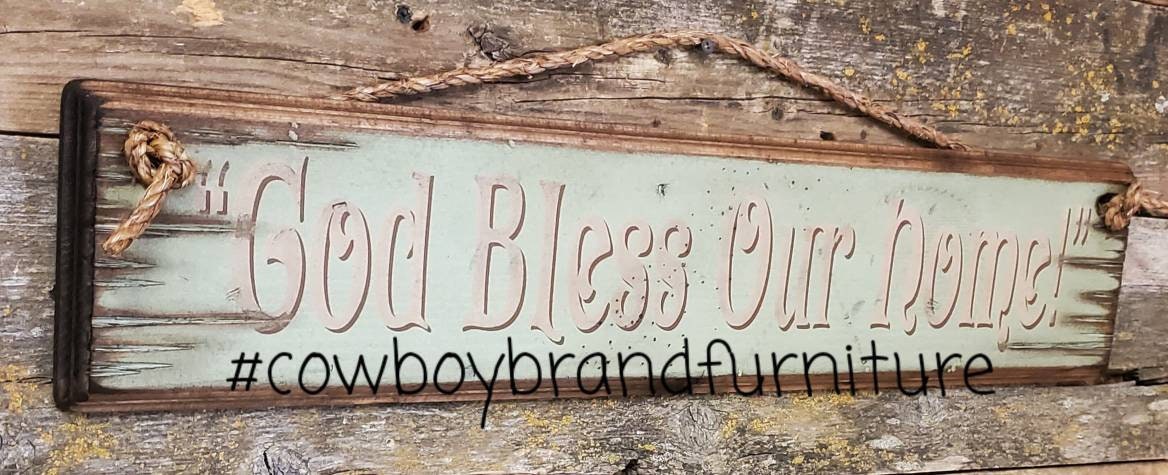 "God Bless Our home!"
#cowboybrandfurniture